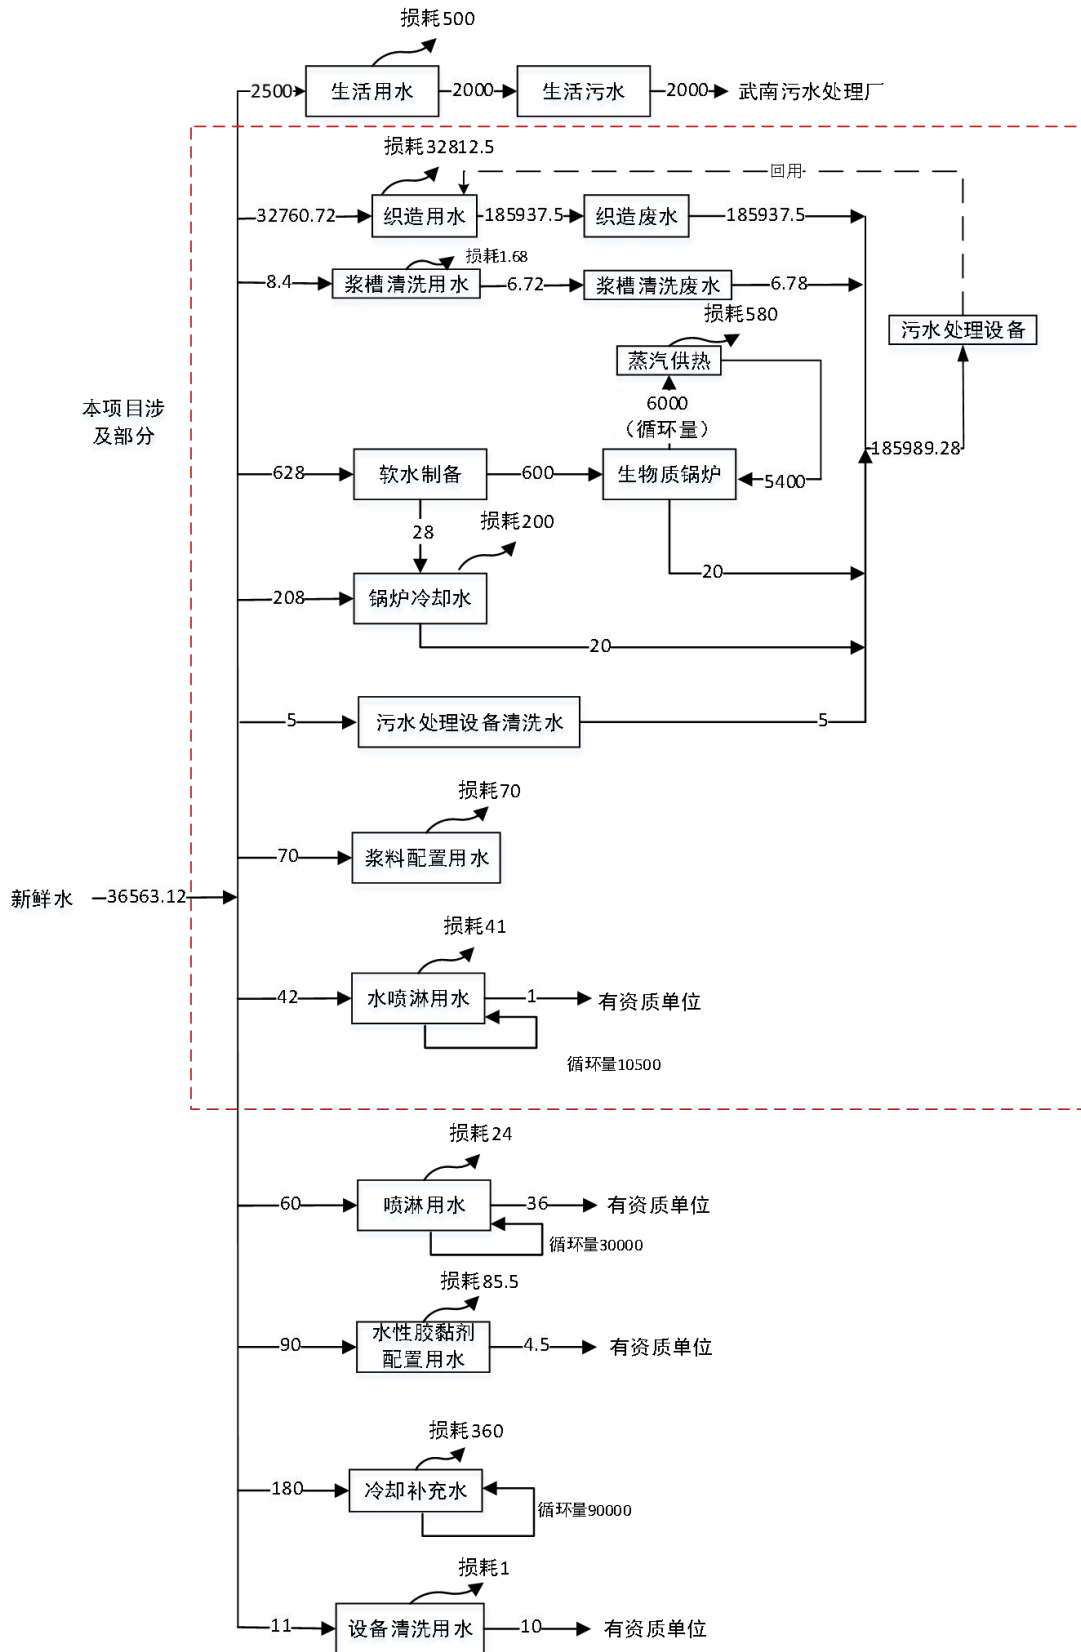 损耗500
2500
生活用水
2000
生活污水
2000
武南污水处理厂
损耗32812.5
回用
32760.72
织造用水
185937.5
织造废水
185937.5
损耗1.68
8.4
浆槽清洗用水
6.72
浆槽清洗废水
6.78
损耗580
污水处理设备
蒸汽供热
6000
（循环量）
本项目涉
及部分
185989.28
628
软水制备
600
生物质锅炉
5400
28
损耗200
20
208
锅炉冷却水
20
5
污水处理设备清洗水
5
损耗70
70
浆料配置用水
新鲜水
36563.12
损耗41
42
水喷淋用水
1
有资质单位
循环量10500
损耗24
60
喷淋用水
36
有资质单位
循环量30000
损耗85.5
90
水性胶黏剂
配置用水
4.5
有资质单位
损耗360
180
冷却补充水
循环量90000
损耗1
11
设备清洗用水
10
有资质单位